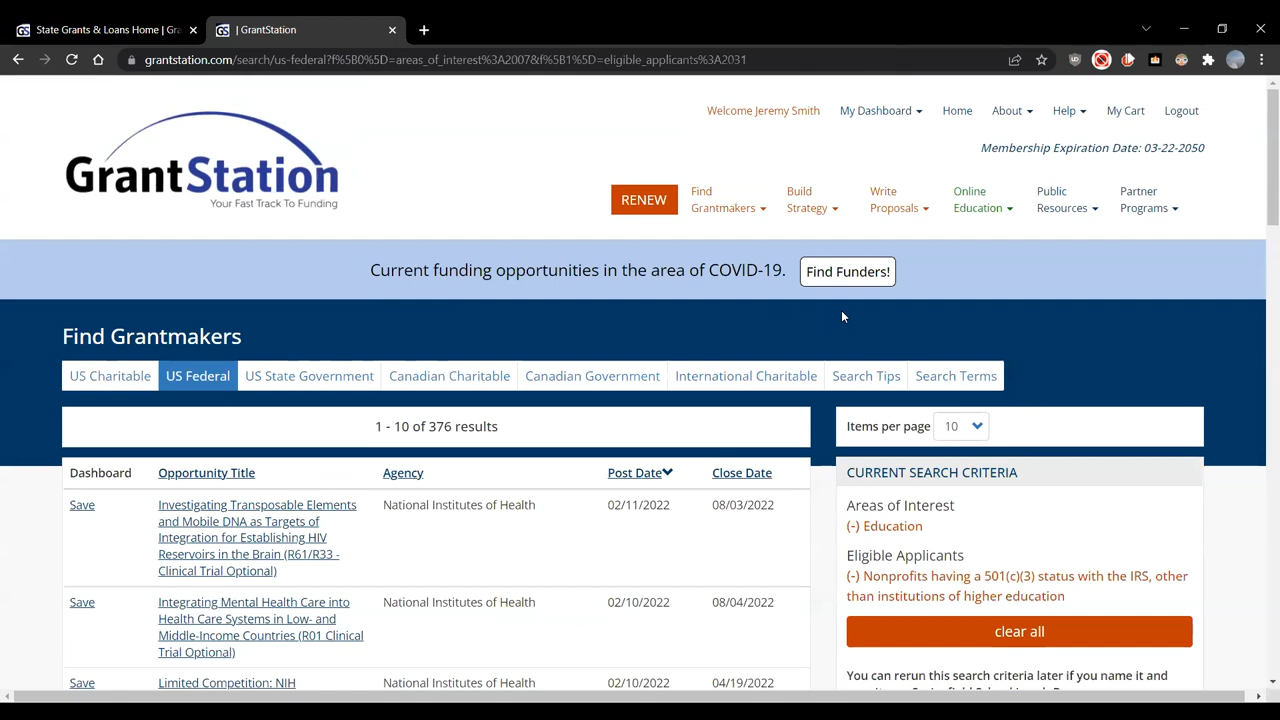 State Grants & Loans Home | Gra
| GrantStation
grantstation.com/search/us-federal?f%5B0%5D=areas_of_interest%3A2007&f%5B1%5D=eligible_applicants%3A2031
Welcome Jeremy Smith
My Dashboard
Home
About
Help
My Cart
Logout
GrantStation
Your Fast Track To Funding
Membership Expiration Date: 03-22-2050
RENEW
Find Grantmakers
Build Strategy
Write Proposals
Online Education
Public Resources
Partner Programs
Current funding opportunities in the area of COVID-19. Find Funders!
Find Grantmakers
US Charitable US Federal US State Government Canadian Charitable Canadian Government International Charitable Search Tips Search Terms
1 - 10 of 376 results
Items per page 10
Dashboard Opportunity Title Agency Post Date Close Date
Save
Investigating Transposable Elements
and Mobile DNA as Targets of
Integration for Establishing HIV
Reservoirs in the Brain (R61/R33 -
Clinical Trial Optional)
National Institutes of Health
02/11/2022
08/03/2022
Save
Integrating Mental Health Care into
Health Care Systems in Low- and
Middle-Income Countries (R01 Clinical
Trial Optional)
National Institutes of Health
02/10/2022
08/04/2022
Save
Limited Competition: NIH
National Institutes of Health
02/10/2022
04/19/2022
CURRENT SEARCH CRITERIA
Areas of Interest
(-) Education
Eligible Applicants
(-) Nonprofits having a 501(c)(3) status with the IRS, other
than institutions of higher education
clear all
You can rerun this search criteria later if you name it and